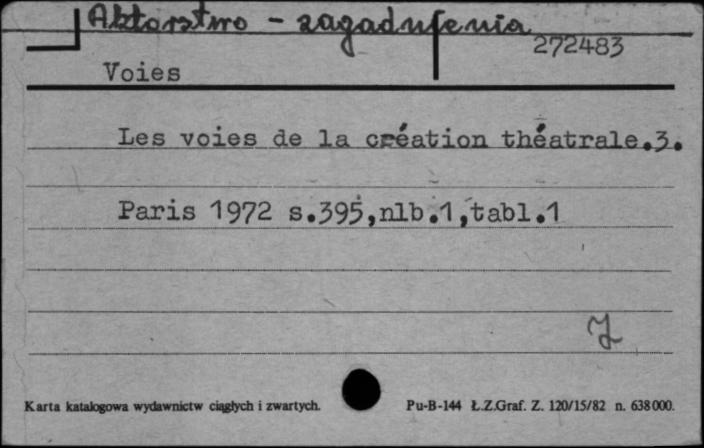 Aktorstwo - zagadnienia
272483
Voies
Les voies de la création théatrale.3.
Paris 1972 s.395,nlb.1,tabl.1
Karta katalogowa wydawnictw ciągłych i zwartych.
Pu-B-144 Ł.Z.Graf. Z. 120/15/82 n. 638000.